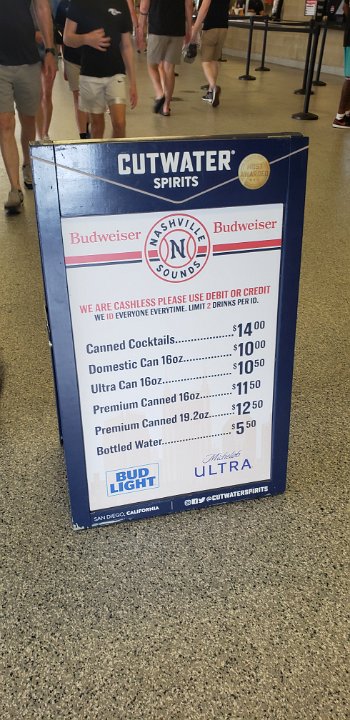 CUTWATER®
SPIRITS
MOST
AWARDED
Budweiser
NASHVILLE
N
SOUNDS
Budweiser
WE ARE CASHLESS PLEASE USE DEBIT OR CREDIT
WE ID EVERYONE EVERYTIME. LIMIT 2 DRINKS PER ID.
Canned Cocktails....................$14 00
Domestic Can 16oz..................$10 00
Ultra Can 16oz........................$10 50
Premium Canned 16oz............$11 50
Premium Canned 19.2oz.........$12 50
Bottled Water........................$5 50
BUD
LIGHT
Michelob
ULTRA
SAN DIEGO, CALIFORNIA
@CUTWATERSPIRITS